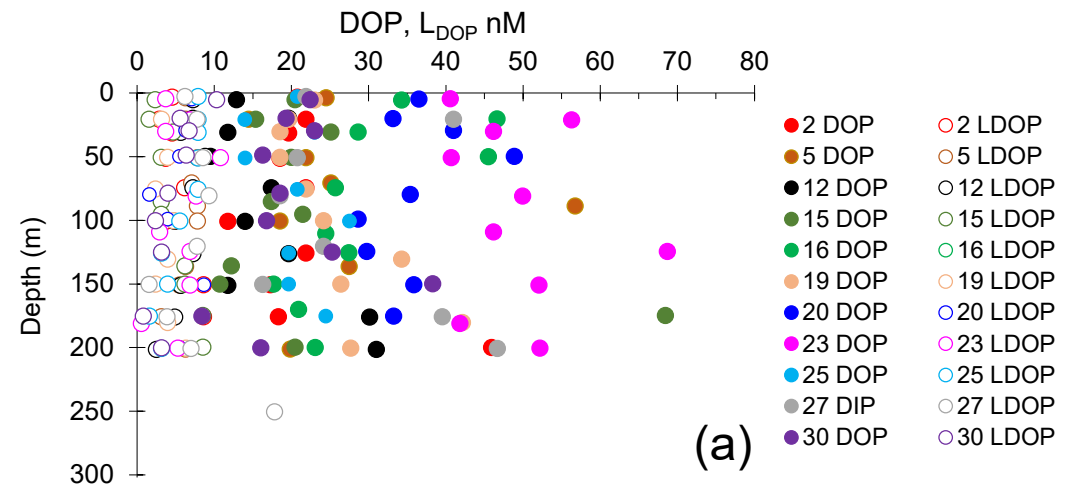 DOP, LDOP nM
0 10 20 30 40 50 60 70 80
0
50
100
150
200
250
300
Depth (m)
2 DOP 2 LDOP
5 DOP 5 LDOP
12 DOP 12 LDOP
15 DOP 15 LDOP
16 DOP 16 LDOP
19 DOP 19 LDOP
20 DOP 20 LDOP
23 DOP 23 LDOP
25 DOP 25 LDOP
27 DIP 27 LDOP
30 DOP 30 LDOP
(a)